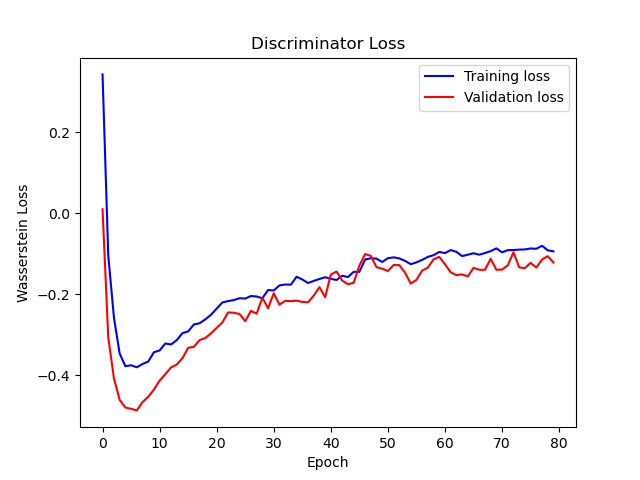 Discriminator Loss
Training loss
Validation loss
Wasserstein Loss
0.2
0.0
−0.2
−0.4
0 10 20 30 40 50 60 70 80
Epoch